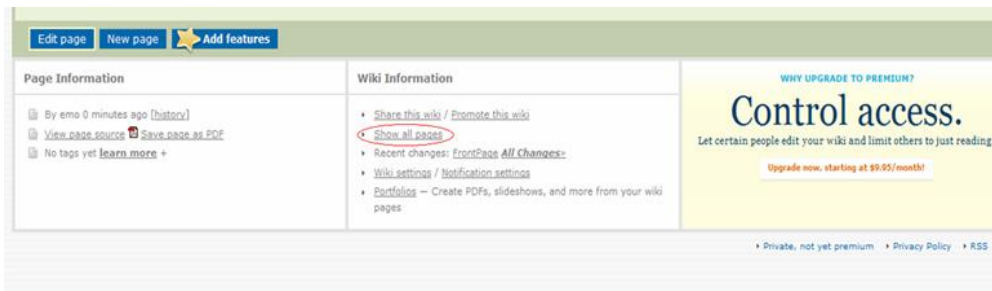 Edit page New page Add features
Page Information
By emo 0 minutes ago [history]
View page source Save page as PDF
No tags yet learn more +
Wiki Information
Share this wiki / Promote this wiki
Show all pages
Recent changes: FrontPage All Changes»
Wiki settings / Notification settings
Portfolios — Create PDFs, slideshows, and more from your wiki
pages
WHY UPGRADE TO PREMIUM?
Control access.
Let certain people edit your wiki and limit others to just reading
Upgrade now, starting at $9.95/month!
Private, not yet premium Privacy Policy RSS